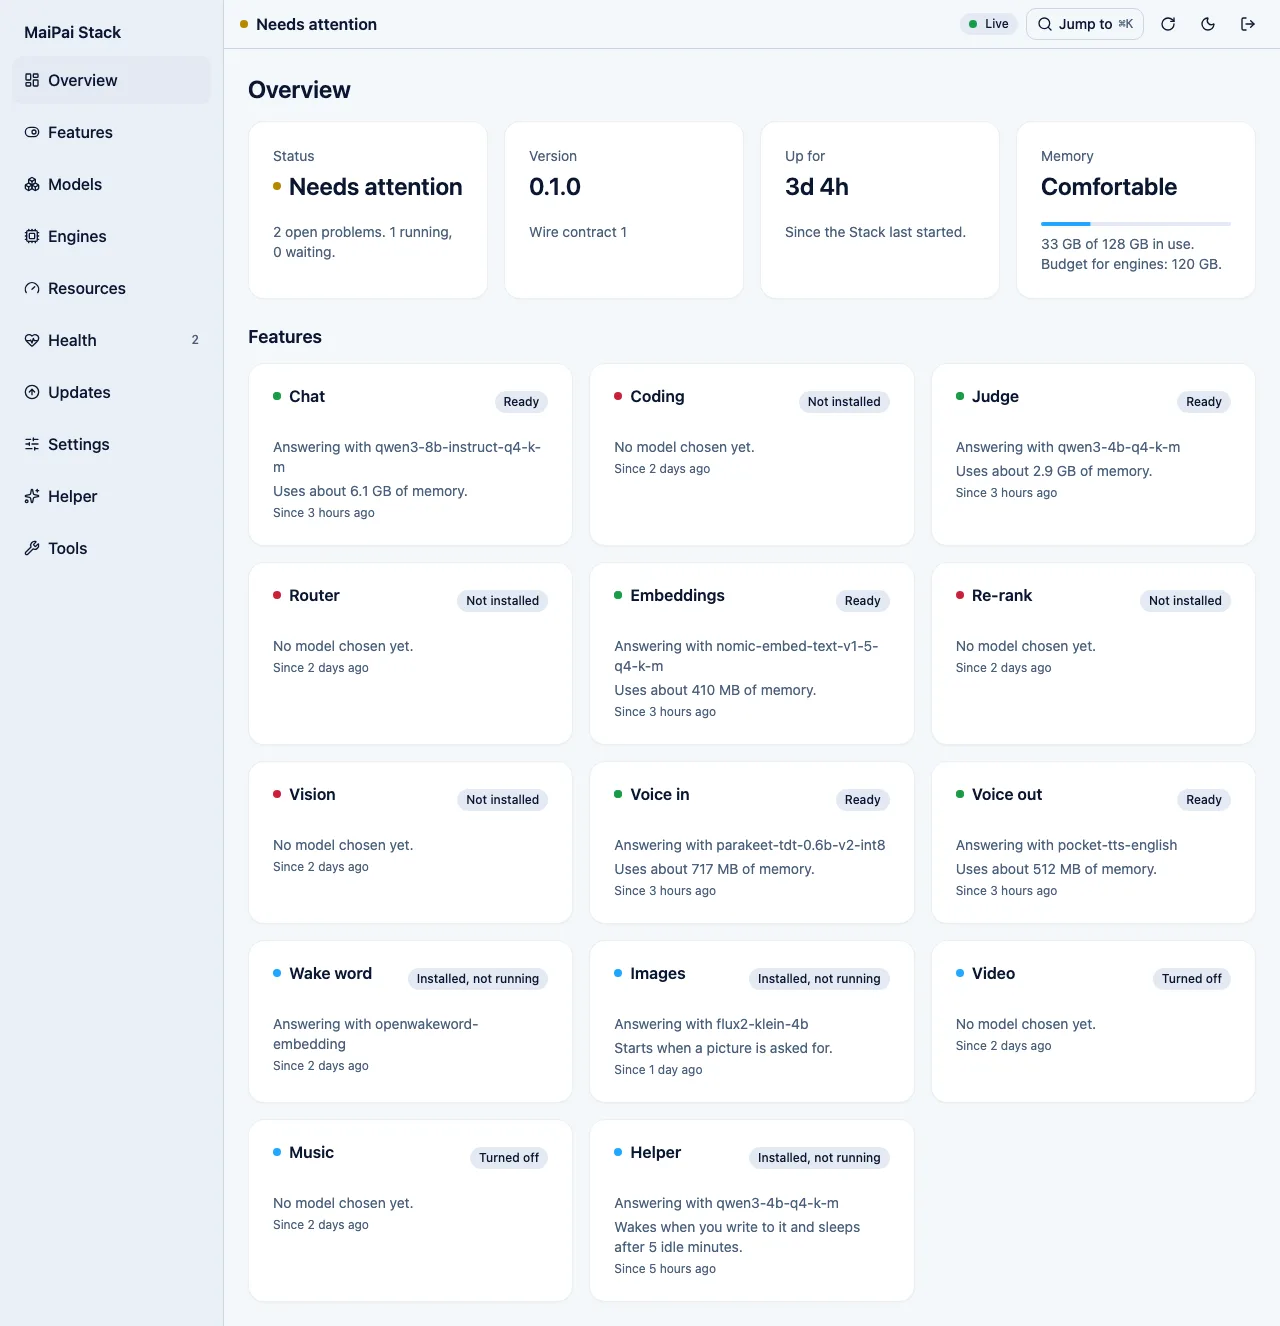 MaiPai Stack
Overview
Features
Models
Engines
Resources
Health 2
Updates
Settings
Helper
Tools
Needs attention
Live
Jump to ⌘K
Overview
Status
Needs attention
2 open problems. 1 running,
0 waiting.
Version
0.1.0
Wire contract 1
Up for
3d 4h
Since the Stack last started.
Memory
Comfortable
33 GB of 128 GB in use.
Budget for engines: 120 GB.
Features
Chat
Ready
Answering with qwen3-8b-instruct-q4-k-
m
Uses about 6.1 GB of memory.
Since 3 hours ago
Coding
Not installed
No model chosen yet.
Since 2 days ago
Judge
Ready
Answering with qwen3-4b-q4-k-m
Uses about 2.9 GB of memory.
Since 3 hours ago
Router
Not installed
No model chosen yet.
Since 2 days ago
Embeddings
Ready
Answering with nomic-embed-text-v1-5-
q4-k-m
Uses about 410 MB of memory.
Since 3 hours ago
Re-rank
Not installed
No model chosen yet.
Since 2 days ago
Vision
Not installed
No model chosen yet.
Since 2 days ago
Voice in
Ready
Answering with parakeet-tdt-0.6b-v2-int8
Uses about 717 MB of memory.
Since 3 hours ago
Voice out
Ready
Answering with pocket-tts-english
Uses about 512 MB of memory.
Since 3 hours ago
Wake word
Installed, not running
Answering with openwakeword-
embedding
Since 2 days ago
Images
Installed, not running
Answering with flux2-klein-4b
Starts when a picture is asked for.
Since 1 day ago
Video
Turned off
No model chosen yet.
Since 2 days ago
Music
Turned off
No model chosen yet.
Since 2 days ago
Helper
Installed, not running
Answering with qwen3-4b-q4-k-m
Wakes when you write to it and sleeps
after 5 idle minutes.
Since 5 hours ago